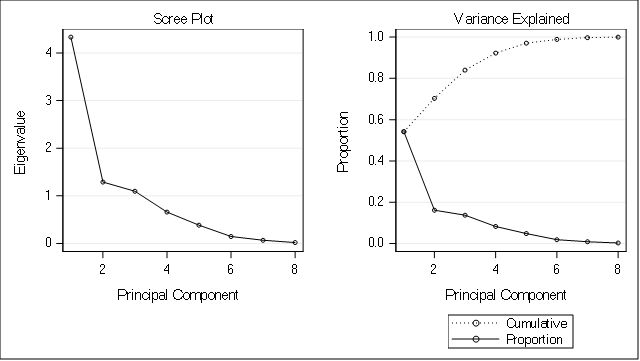 Scree Plot
Eigenvalue
4
3
2
1
0
2 4 6 8
Principal Component
Variance Explained
Proportion
1.0
0.8
0.6
0.4
0.2
0.0
2 4 6 8
Principal Component
Cumulative
Proportion